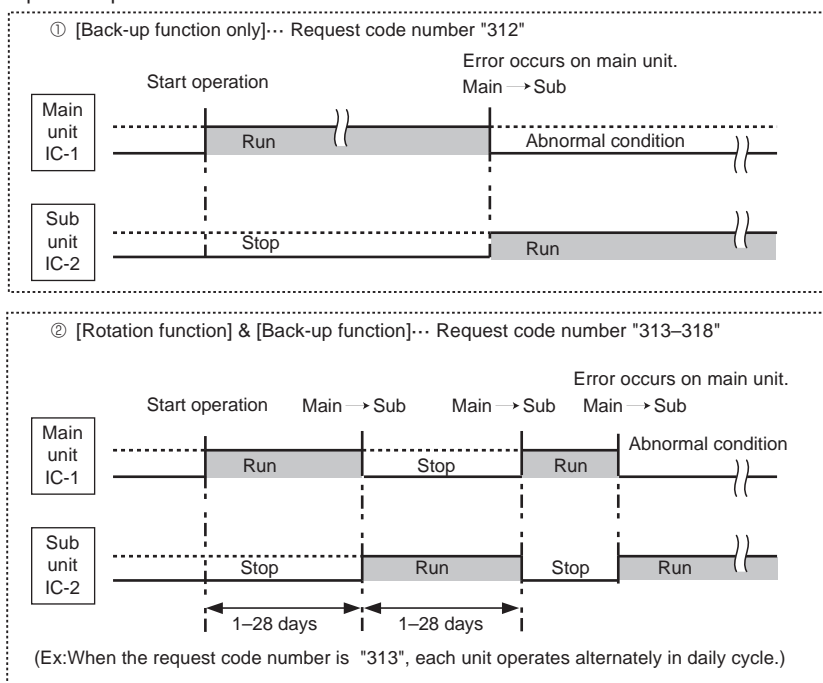 ① [Back-up function only]··· Request code number "312"
Error occurs on main unit.
Start operation
Main → Sub
Main
unit
IC-1
Run
Abnormal condition
Sub
unit
IC-2
Stop
Run
② [Rotation function] & [Back-up function]··· Request code number "313–318"
Error occurs on main unit.
Start operation
Main → Sub
Main → Sub
Main → Sub
Main
unit
IC-1
Run
Stop
Run
Abnormal condition
Sub
unit
IC-2
Stop
Run
Stop
Run
1–28 days
1–28 days
(Ex:When the request code number is "313", each unit operates alternately in daily cycle.)